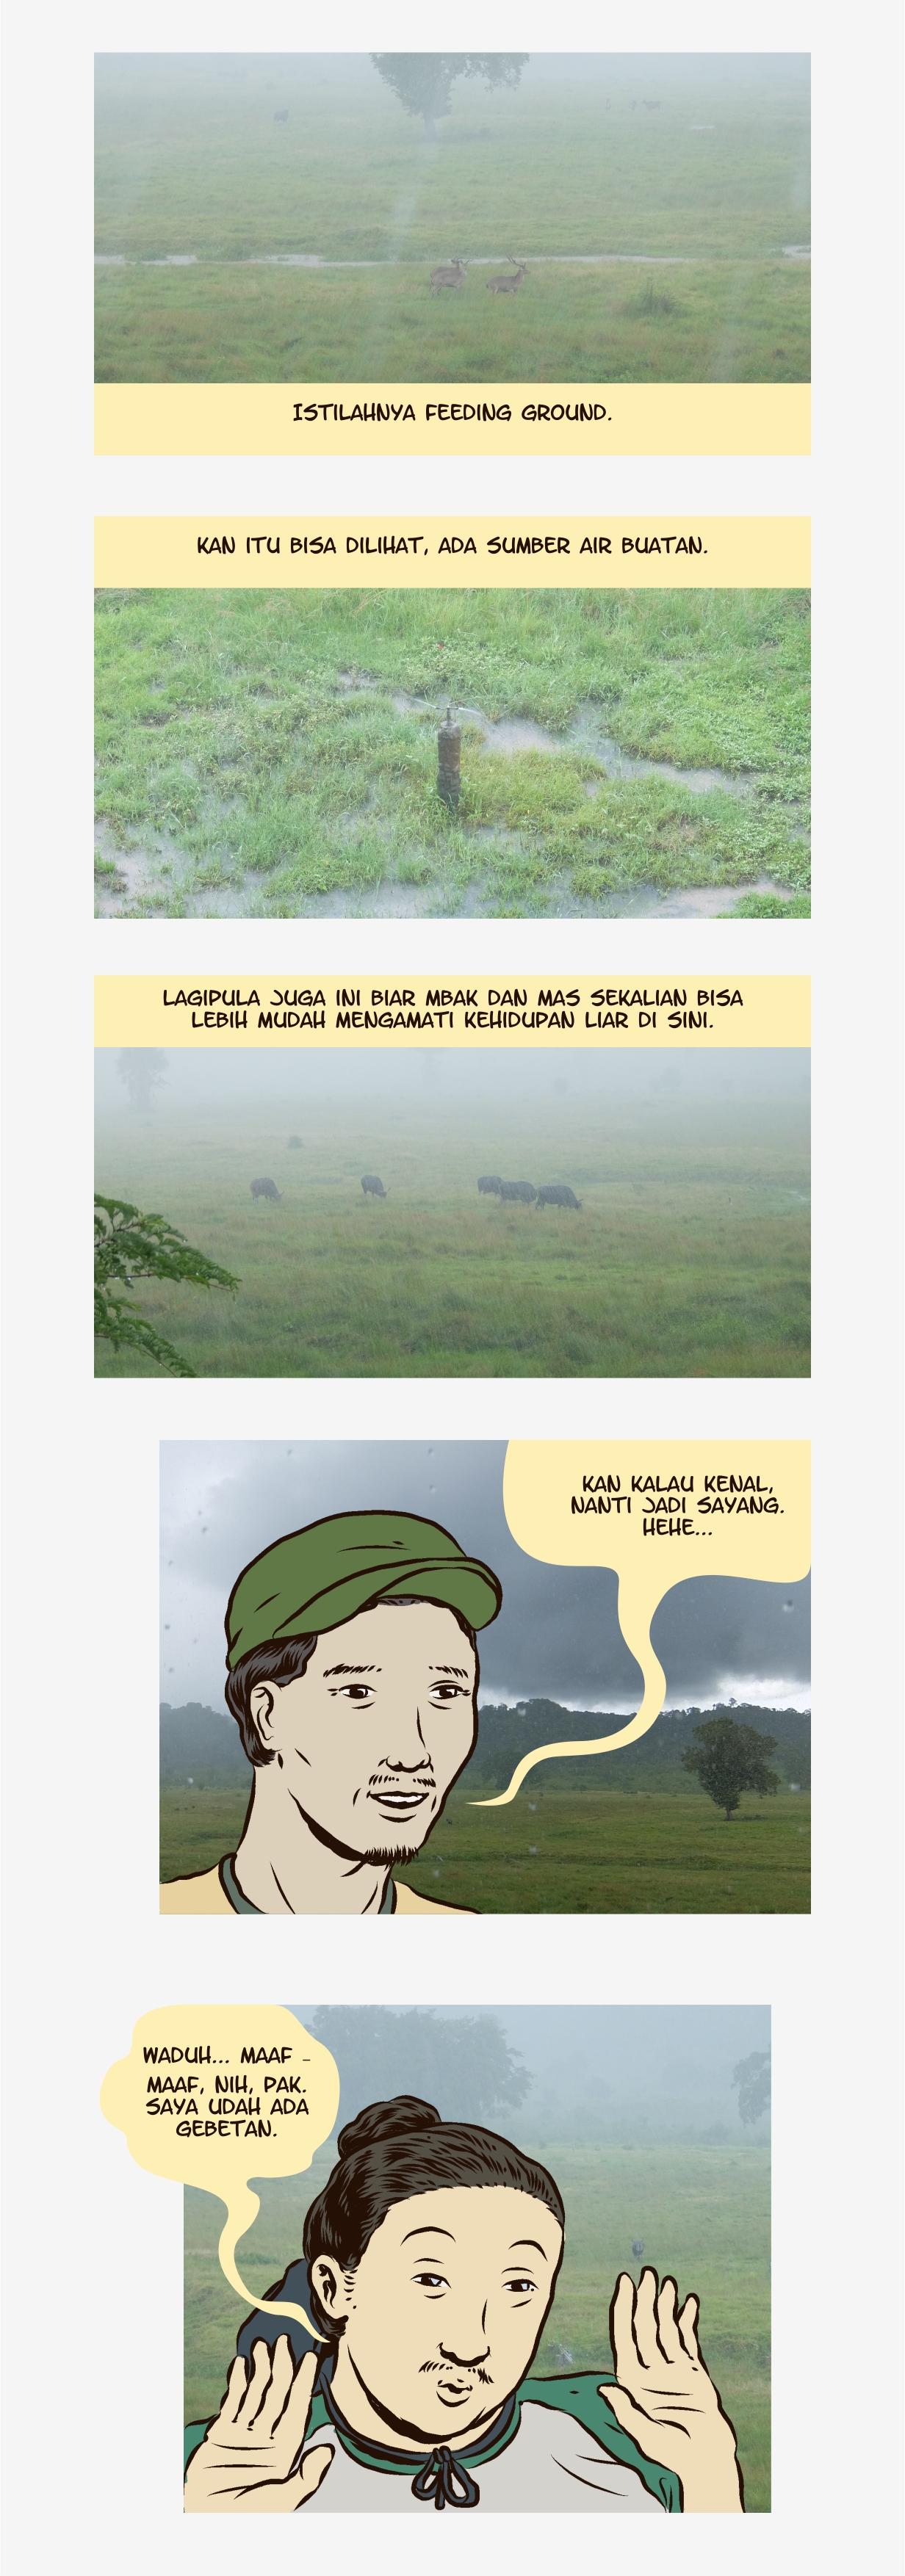 ISTILAHNYA FEEDING GROUND.
KAN ITU BISA DILIHAT, ADA SUMBER AIR BUATAN.
LAGIPULA JUGA INI BIAR MBAK DAN MAS SEKALIAN BISA
LEBIH MUDAH MENGAMATI KEHIDUPAN LIAR DI SINI.
KAN KALAU KENAL,
NANTI JADI SAYANG.
HEHE...
WADUH... MAAF -
MAAF, NIH, PAK.
SAYA UDAH ADA
GEBETAN.